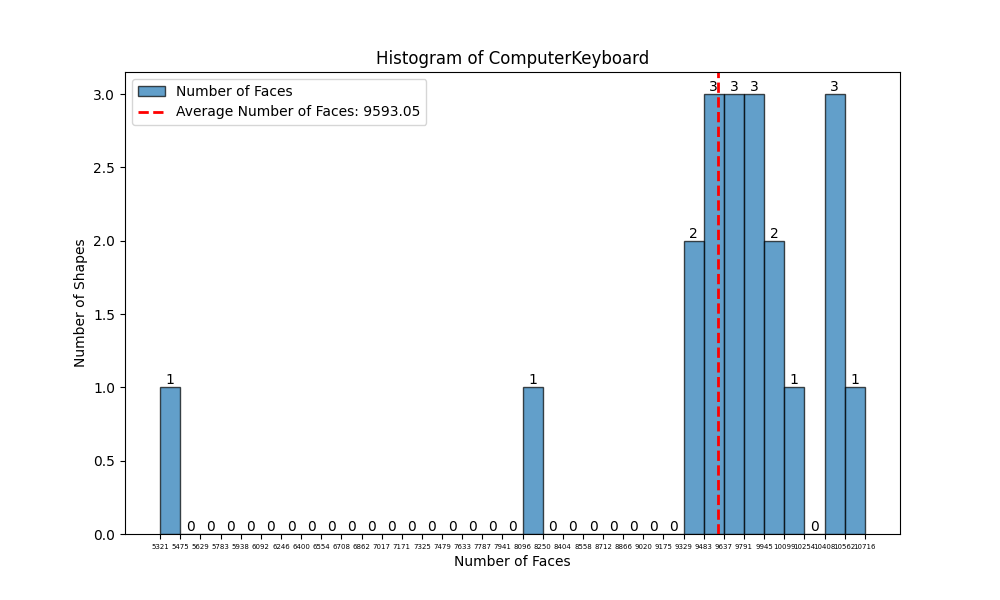 Histogram of ComputerKeyboard
Number of Faces
Average Number of Faces: 9593.05
Number of Shapes
3.0
2.5
2.0
1.5
1.0
0.5
0.0
1 0 0 0 0 0 0 0 0 0 0 0 0 0 0 0 0 0 1 0 0 0 0 0 0 0 2 3 3 3 2 1 0 3 1
5321 5475 5629 5783 5938 6092 6246 6400 6554 6708 6862 7017 7171 7325 7479 7633 7787 7941 8096 8250 8404 8558 8712 8866 9020 9175 9329 9483 9637 9791 9945 10099 10254 10408 10562 10716
Number of Faces